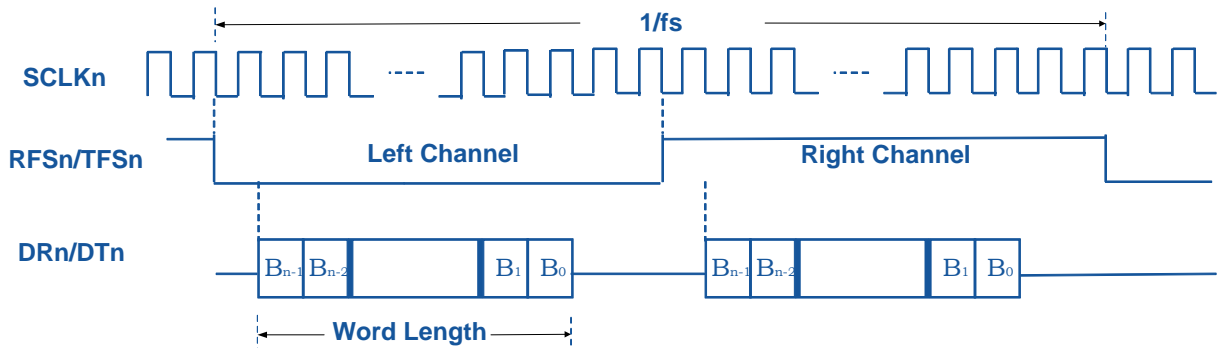 1/fs
SCLKn
RFSn/TFSn
Left Channel
Right Channel
DRn/DTn
Bn-1 Bn-2 B1 B0 Bn-1 Bn-2 B1 B0
Word Length